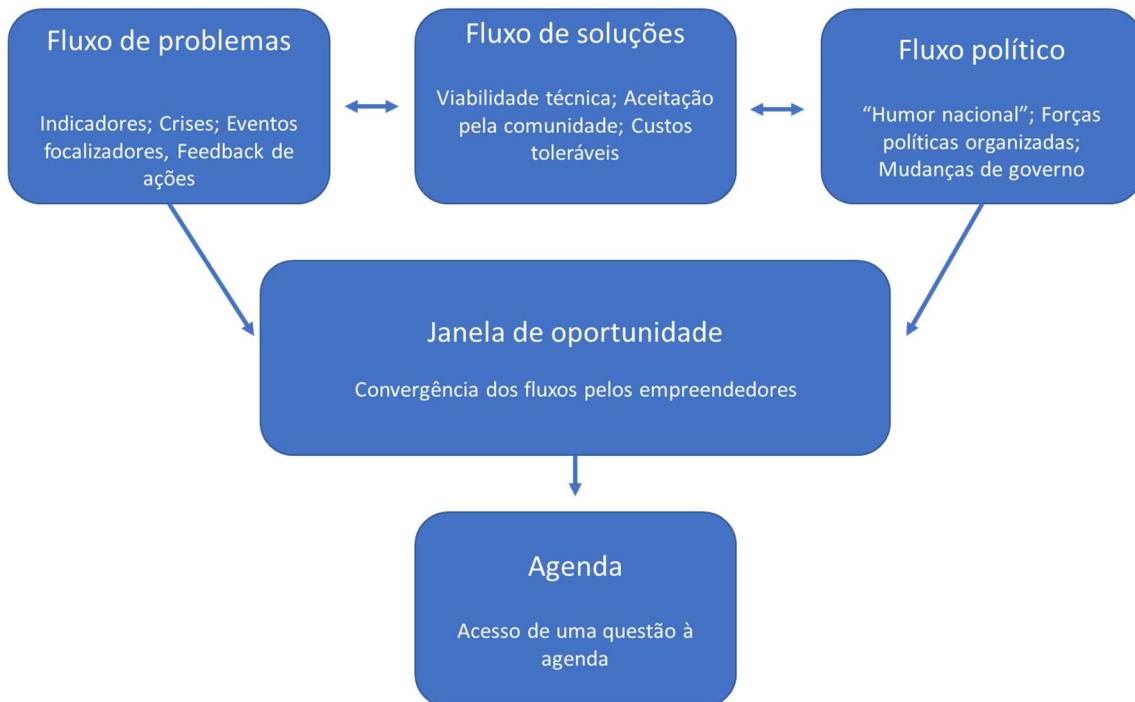 Fluxo de problemas
Indicadores; Crises; Eventos
focalizadores, Feedback de
ações
Fluxo de soluções
Viabilidade técnica; Aceitação
pela comunidade; Custos
toleráveis
Fluxo político
“Humor nacional”; Forças
políticas organizadas;
Mudanças de governo
Janela de oportunidade
Convergência dos fluxos pelos empreendedores
Agenda
Acesso de uma questão à
agenda